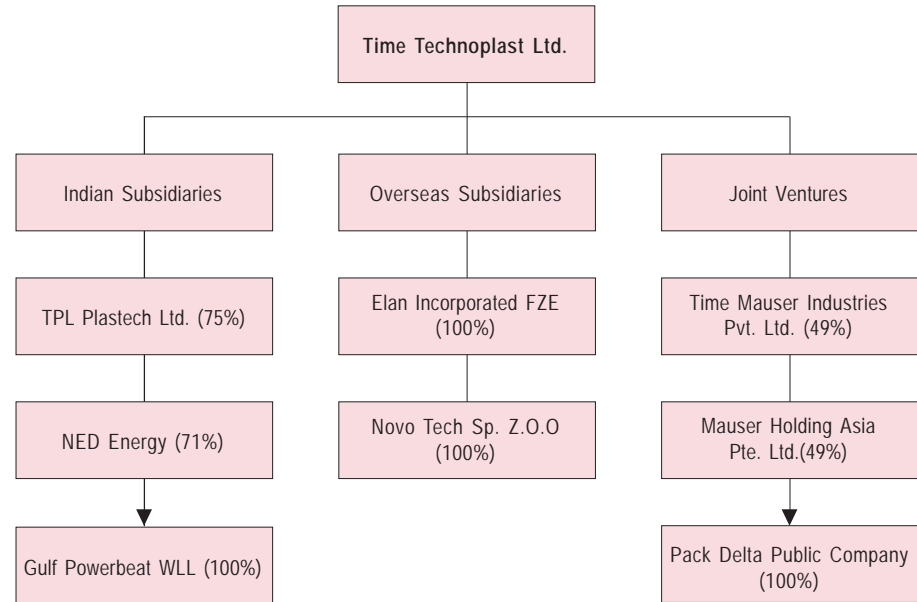 Time Technoplast Ltd.
Indian Subsidiaries
Overseas Subsidiaries
Joint Ventures
TPL Plastech Ltd. (75%)
Elan Incorporated FZE
(100%)
Time Mauser Industries
Pvt. Ltd. (49%)
NED Energy (71%)
Novo Tech Sp. Z.O.O
(100%)
Mauser Holding Asia
Pte. Ltd.(49%)
Gulf Powerbeat WLL (100%)
Pack Delta Public Company
(100%)